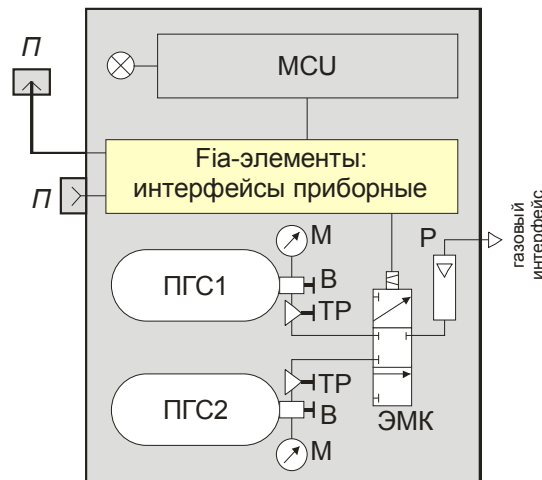 П
MCU
Fia-элементы:
интерфейсы приборные
П
М
Р
газовый
интерфейс
ПГС1
В
ТР
ТР
ПГС2
В
ЭМК
М